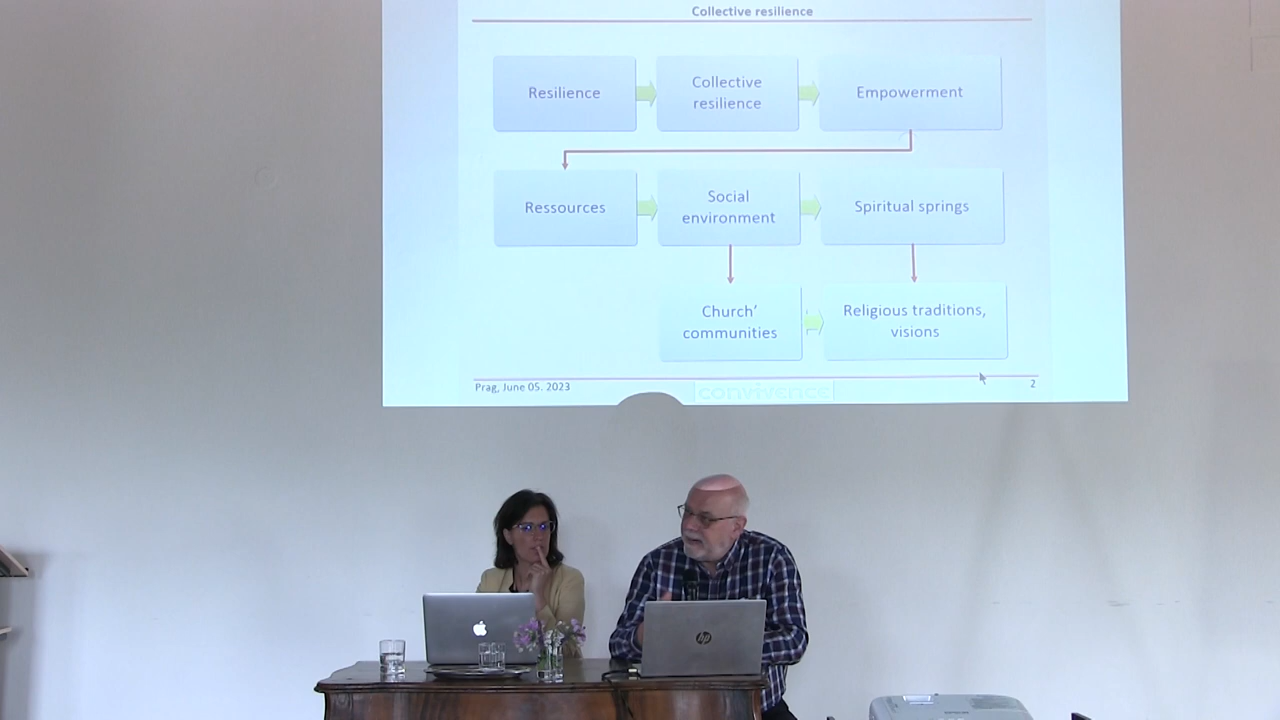 Collective resilience
Resilience
Collective
resilience
Empowerment
Ressources
Social
environment
Spiritual springs
Church'
communities
Religious traditions,
visions
Prag, June 05. 2023
convivence
2
hp